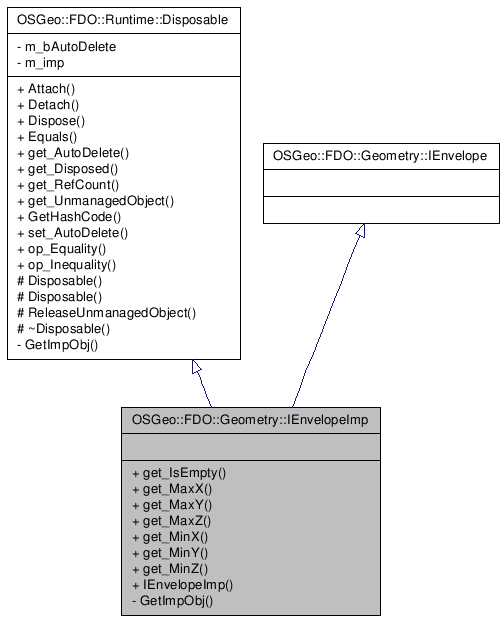 OSGeo::FDO::Runtime::Disposable
- m_bAutoDelete
- m_imp
+ Attach()
+ Detach()
+ Dispose()
+ Equals()
+ get_AutoDelete()
+ get_Disposed()
+ get_RefCount()
+ get_UnmanagedObject()
+ GetHashCode()
+ set_AutoDelete()
+ op_Equality()
+ op_Inequality()
# Disposable()
# Disposable()
# ReleaseUnmanagedObject()
# ~Disposable()
- GetImpObj()
OSGeo::FDO::Geometry::IEnvelope
OSGeo::FDO::Geometry::IEnvelopeImp
+ get_IsEmpty()
+ get_MaxX()
+ get_MaxY()
+ get_MaxZ()
+ get_MinX()
+ get_MinY()
+ get_MinZ()
+ IEnvelopeImp()
- GetImpObj()